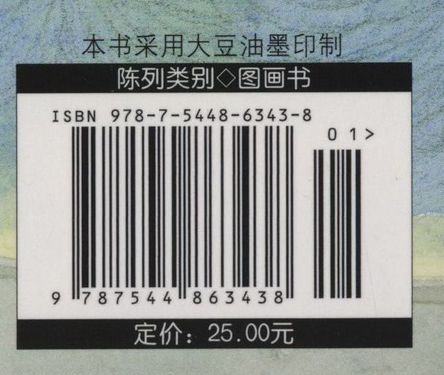 本书采用大豆油墨印制
陈列类别◇图画书
ISBN 978-7-5448-6343-8
01>
9 787544 863438
定价：25.00元